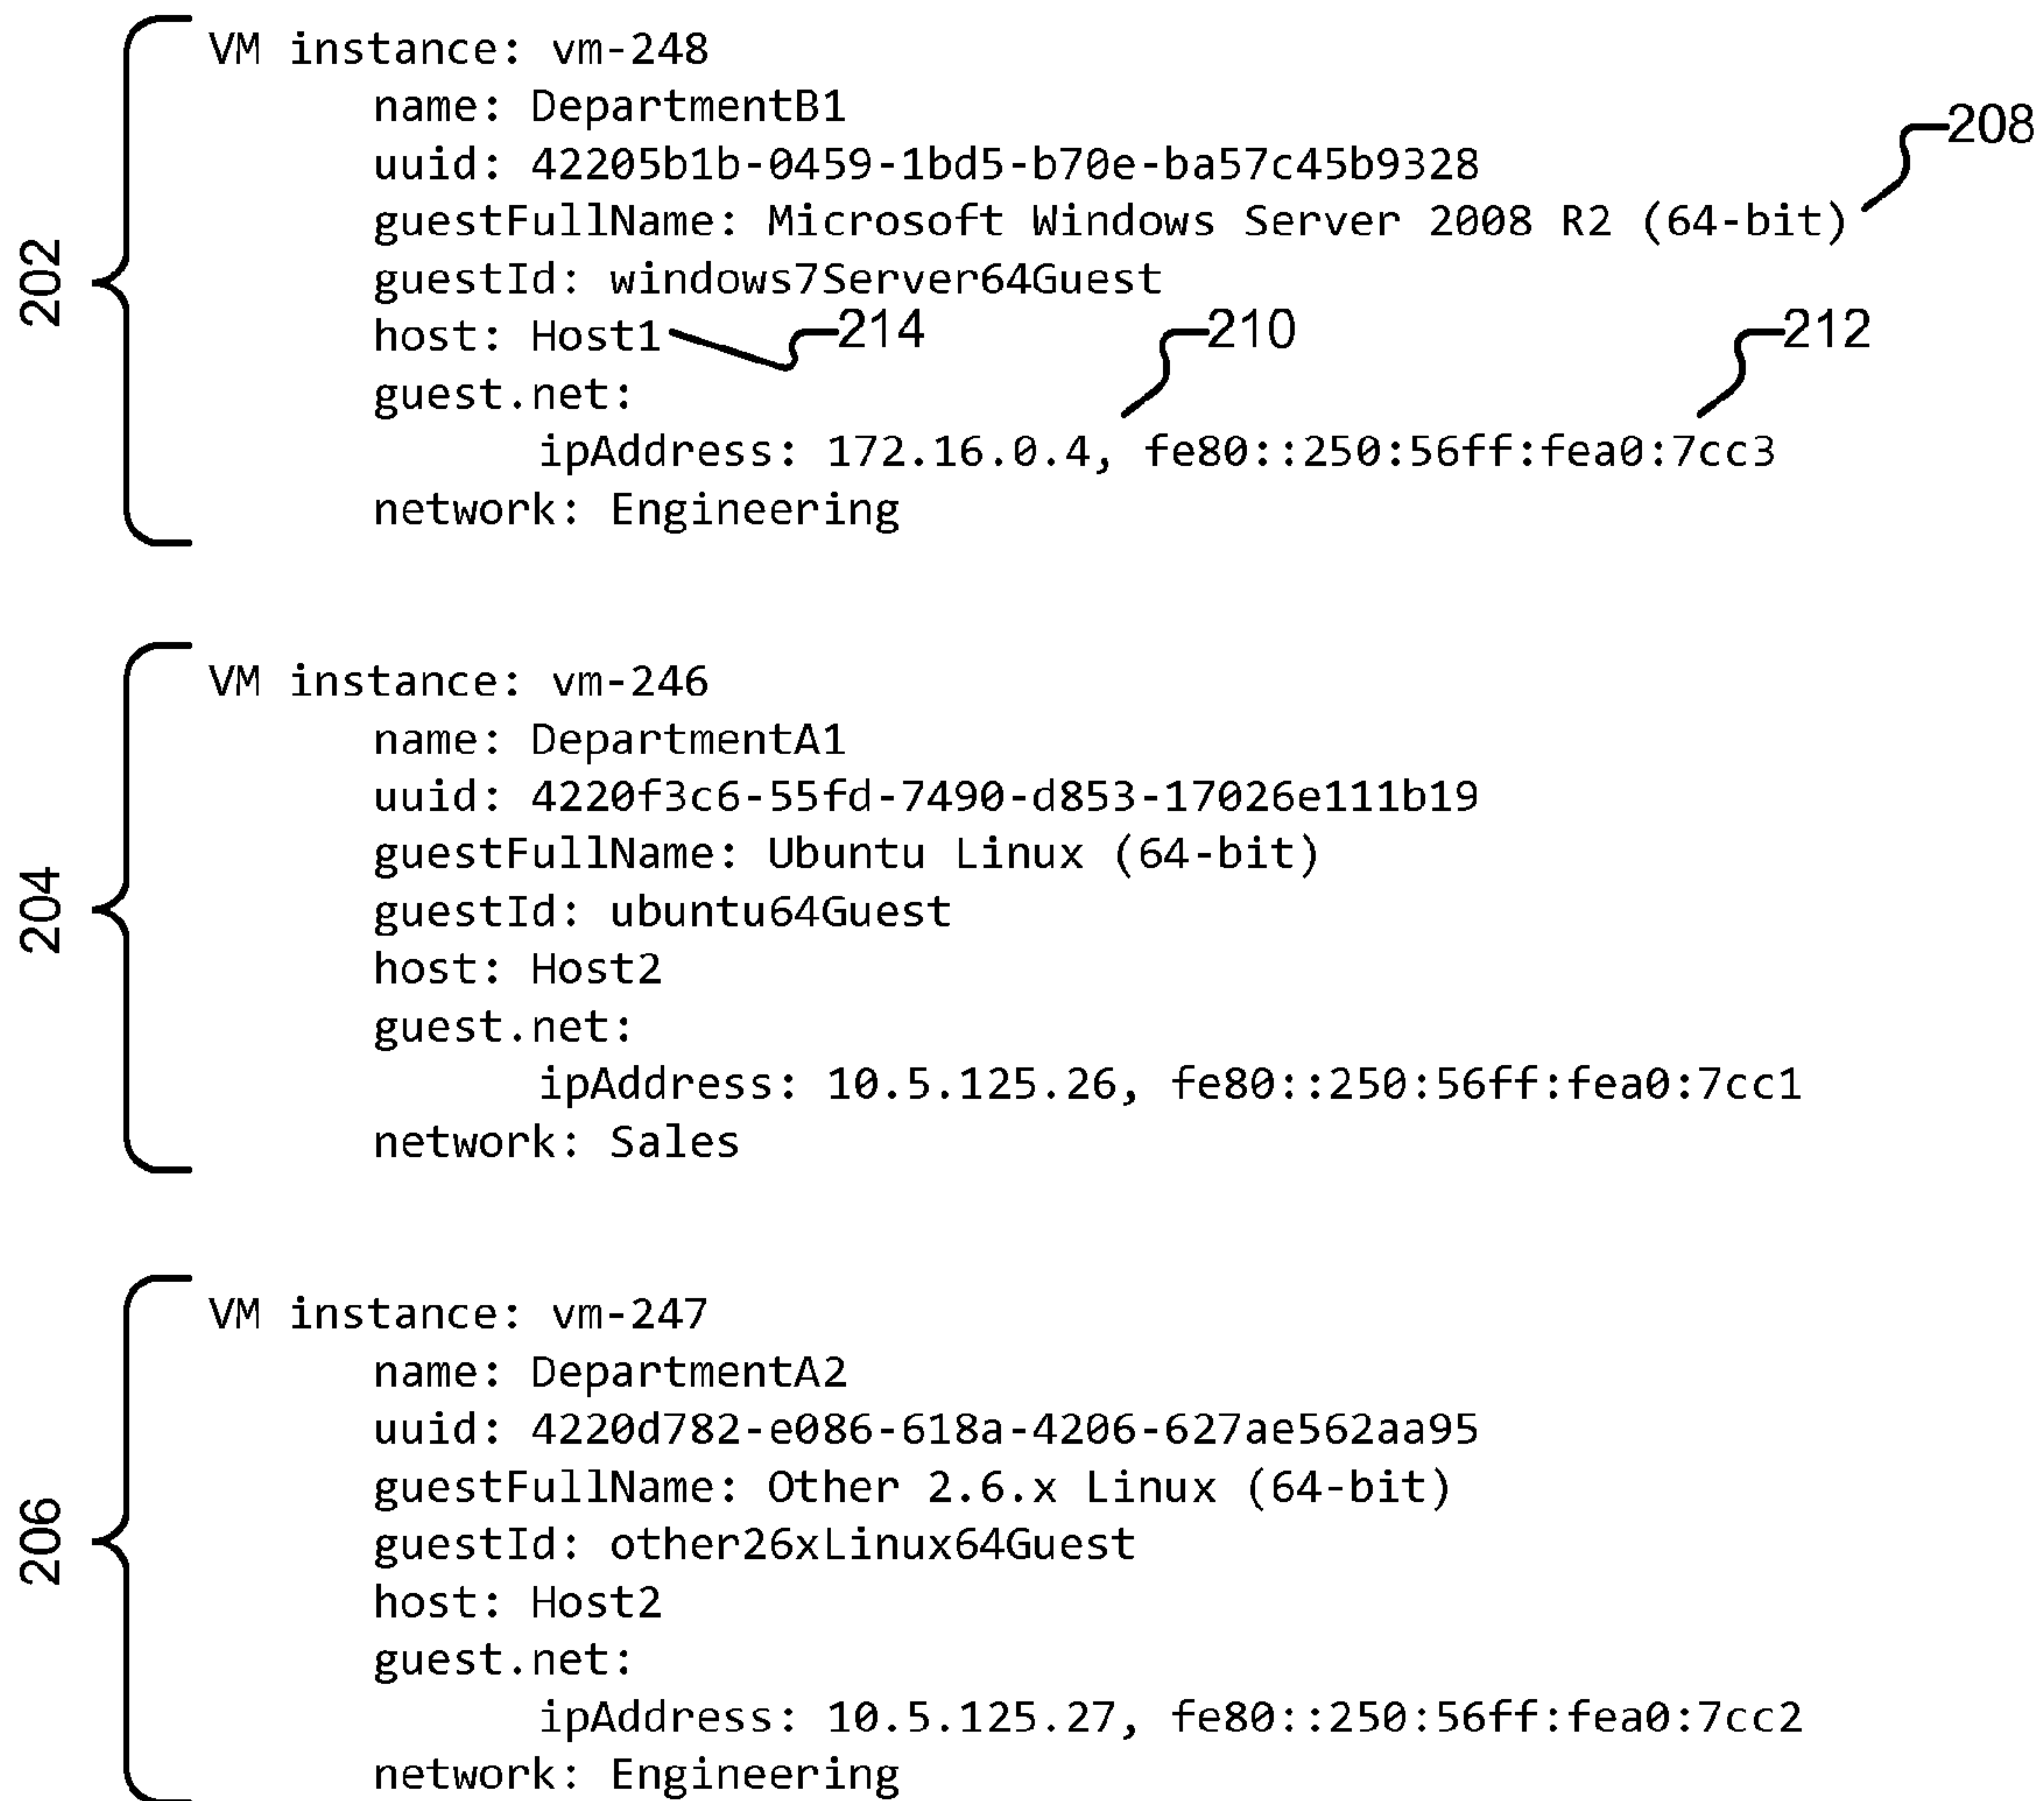 202
VM instance: vm-248
name: DepartmentB1
uuid: 42205b1b-0459-1bd5-b70e-ba57c45b9328
208
guestFullName: Microsoft Windows Server 2008 R2 (64-bit)
guestId: windows7Server64Guest
host: Host1
214
210
212
guest.net:
ipAddress: 172.16.0.4, fe80::250:56ff:fea0:7cc3
network: Engineering
204
VM instance: vm-246
name: DepartmentA1
uuid: 4220f3c6-55fd-7490-d853-17026e111b19
guestFullName: Ubuntu Linux (64-bit)
guestId: ubuntu64Guest
host: Host2
guest.net:
ipAddress: 10.5.125.26, fe80::250:56ff:fea0:7cc1
network: Sales
206
VM instance: vm-247
name: DepartmentA2
uuid: 4220d782-e086-618a-4206-627ae562aa95
guestFullName: Other 2.6.x Linux (64-bit)
guestId: other26xLinux64Guest
host: Host2
guest.net:
ipAddress: 10.5.125.27, fe80::250:56ff:fea0:7cc2
network: Engineering